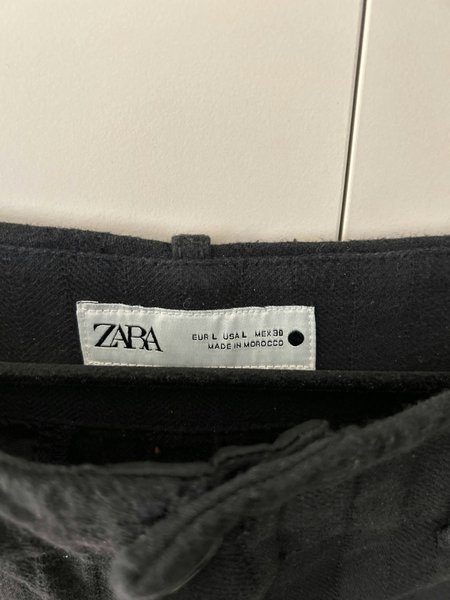 ZARA
EUR L USA L MEX 30
MADE IN MOROCCO